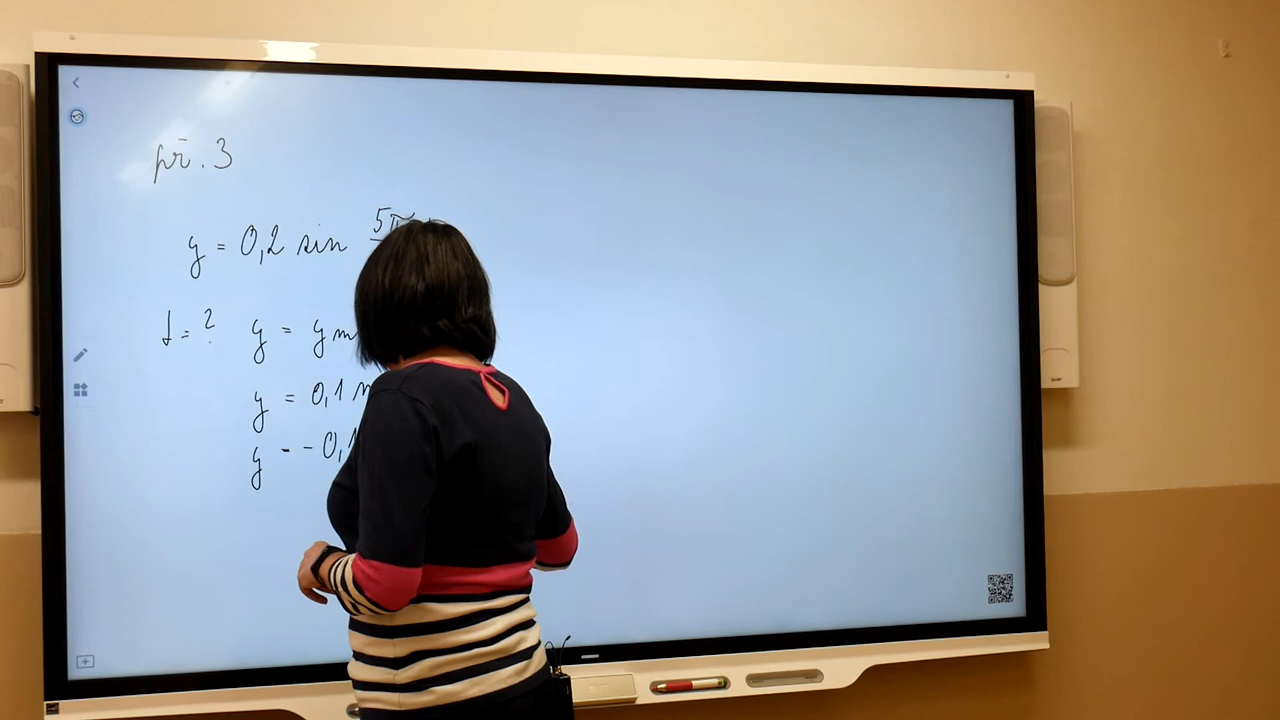 př. 3
y = 0,2 sin 5π
t = ? y = ym
y = 0,1 m
y = - 0,1